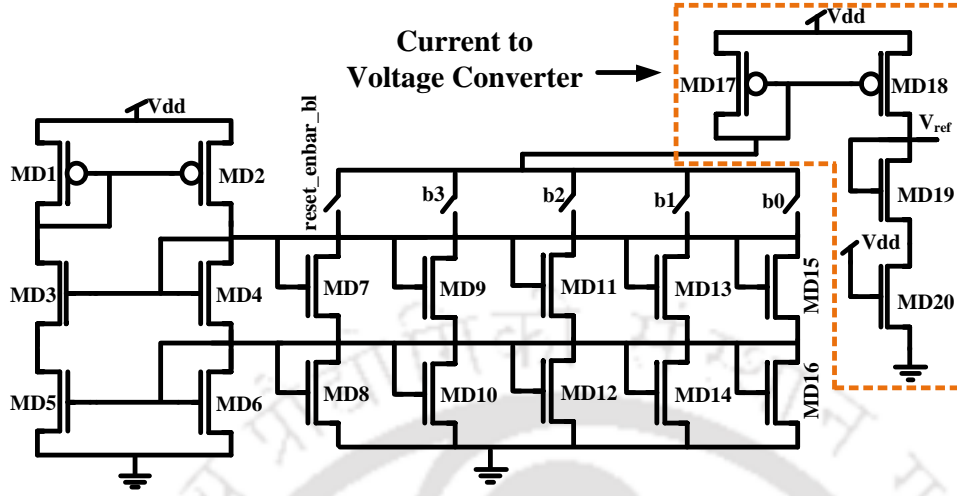 Current to
Voltage Converter
Vdd
MD17
MD18
Vref
MD19
Vdd
MD20
Vdd
MD1
MD2
reset_enbar_bl
b3
b2
b1
b0
MD3
MD4
MD7
MD9
MD11
MD13
MD15
MD5
MD6
MD8
MD10
MD12
MD14
MD16